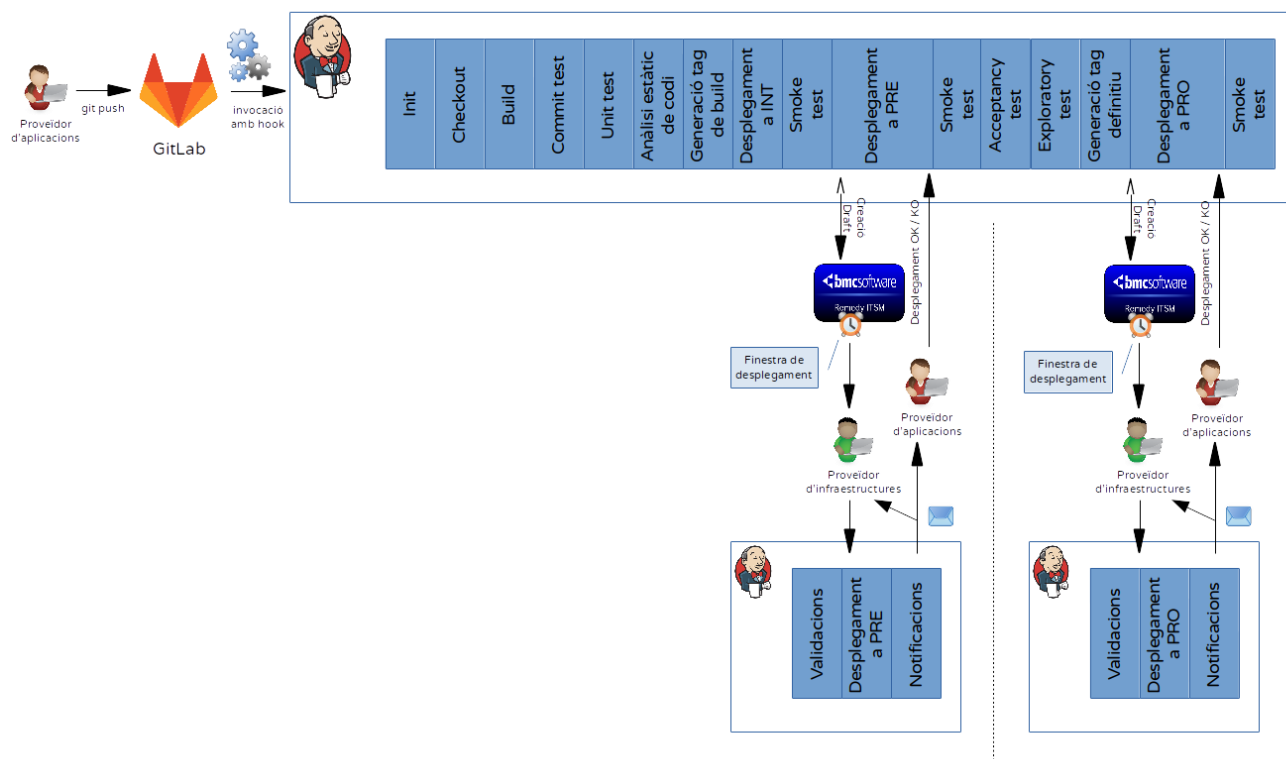 Proveïdor
d'aplicacions
git push
GitLab
invocació
amb hook
Init
Checkout
Build
Commit test
Unit test
Anàlisi estàtic
de codi
Generació tag
de build
Desplegament
a INT
Smoke
test
Desplegament
a PRE
Smoke
test
Acceptancy
test
Exploratory
test
Generació tag
definitiu
Desplegament
a PRO
Smoke
test
Creació
Draft
Desplegament OK / KO
bmcsoftware
Remedy ITSM
Finestra de
desplegament
Proveïdor
d'aplicacions
Proveïdor
d'infraestructures
Validacions
Desplegament
a PRE
Notificacions
Creació
Draft
Desplegament OK / KO
bmcsoftware
Remedy ITSM
Finestra de
desplegament
Proveïdor
d'aplicacions
Proveïdor
d'infraestructures
Validacions
Desplegament
a PRO
Notificacions